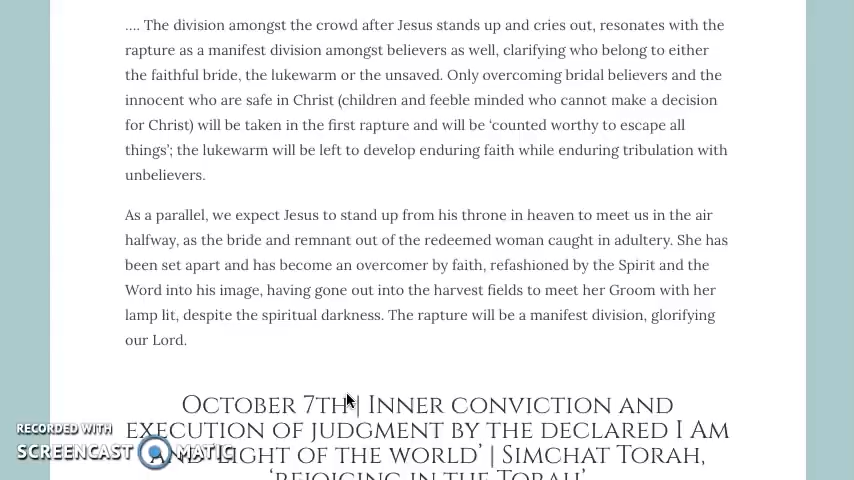 .... The division amongst the crowd after Jesus stands up and cries out, resonates with the
rapture as a manifest division amongst believers as well, clarifying who belong to either
the faithful bride, the lukewarm or the unsaved. Only overcoming bridal believers and the
innocent who are safe in Christ (children and feeble minded who cannot make a decision
for Christ) will be taken in the first rapture and will be ‘counted worthy to escape all
things’; the lukewarm will be left to develop enduring faith while enduring tribulation with
unbelievers.
As a parallel, we expect Jesus to stand up from his throne in heaven to meet us in the air
halfway, as the bride and remnant out of the redeemed woman caught in adultery. She has
been set apart and has become an overcomer by faith, refashioned by the Spirit and the
Word into his image, having gone out into the harvest fields to meet her Groom with her
lamp lit, despite the spiritual darkness. The rapture will be a manifest division, glorifying
our Lord.
October 7th | Inner conviction and
execution of judgment by the declared I Am
and ‘Light of the world’ | Simchat Torah,
‘rejoicing in the Torah’
RECORDED WITH
SCREENCAST MATIC